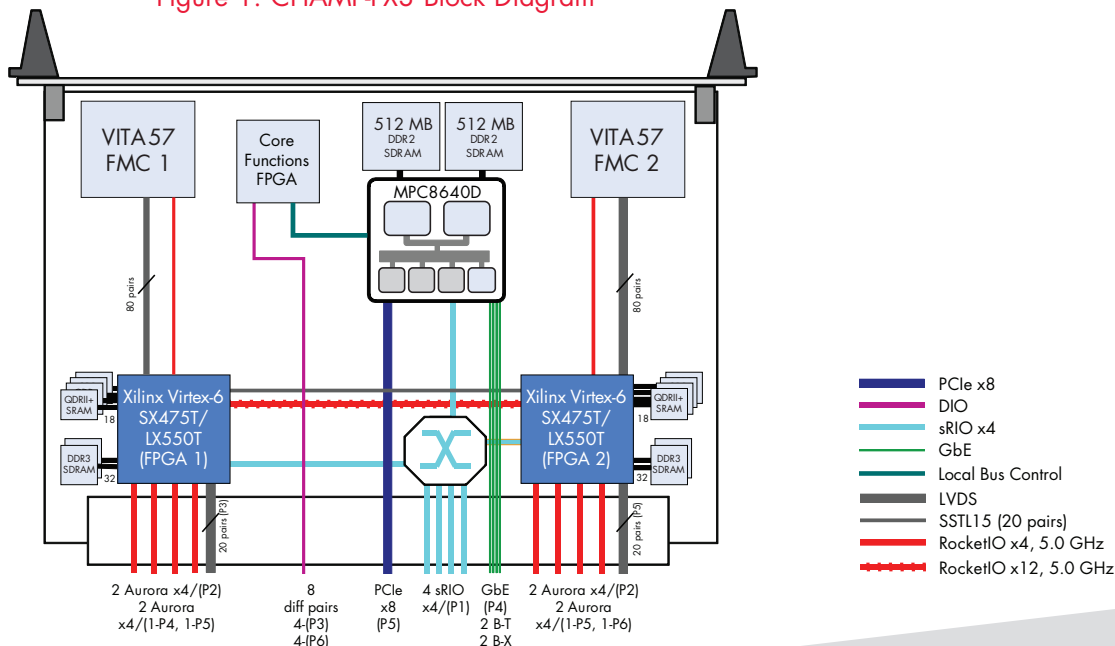 Figure 1: CHAMP-FX3 Block Diagram
VITA57
FMC 1
Core
Functions
FPGA
512 MB
DDR2
SDRAM
512 MB
DDR2
SDRAM
VITA57
FMC 2
MPC8640D
80 pairs
80 pairs
QDRII+
SRAM
18
DDR3
SDRAM
32
Xilinx Virtex-6
SX475T/
LX550T
(FPGA 1)
Xilinx Virtex-6
SX475T/
LX550T
(FPGA 2)
QDRII+
SRAM
18
DDR3
SDRAM
32
20 pairs (P3)
20 pairs (P5)
2 Aurora x4/(P2)
2 Aurora
x4/(1-P4, 1-P5)
8
diff pairs
4-(P3)
4-(P6)
PCIe
x8
(P5)
4 sRIO
x4/(P1)
GbE
(P4)
2 B-T
2 B-X
2 Aurora x4/(P2)
2 Aurora
x4/(1-P5, 1-P6)
PCIe x8
DIO
sRIO x4
GbE
Local Bus Control
LVDS
SSTL15 (20 pairs)
RocketIO x4, 5.0 GHz
RocketIO x12, 5.0 GHz